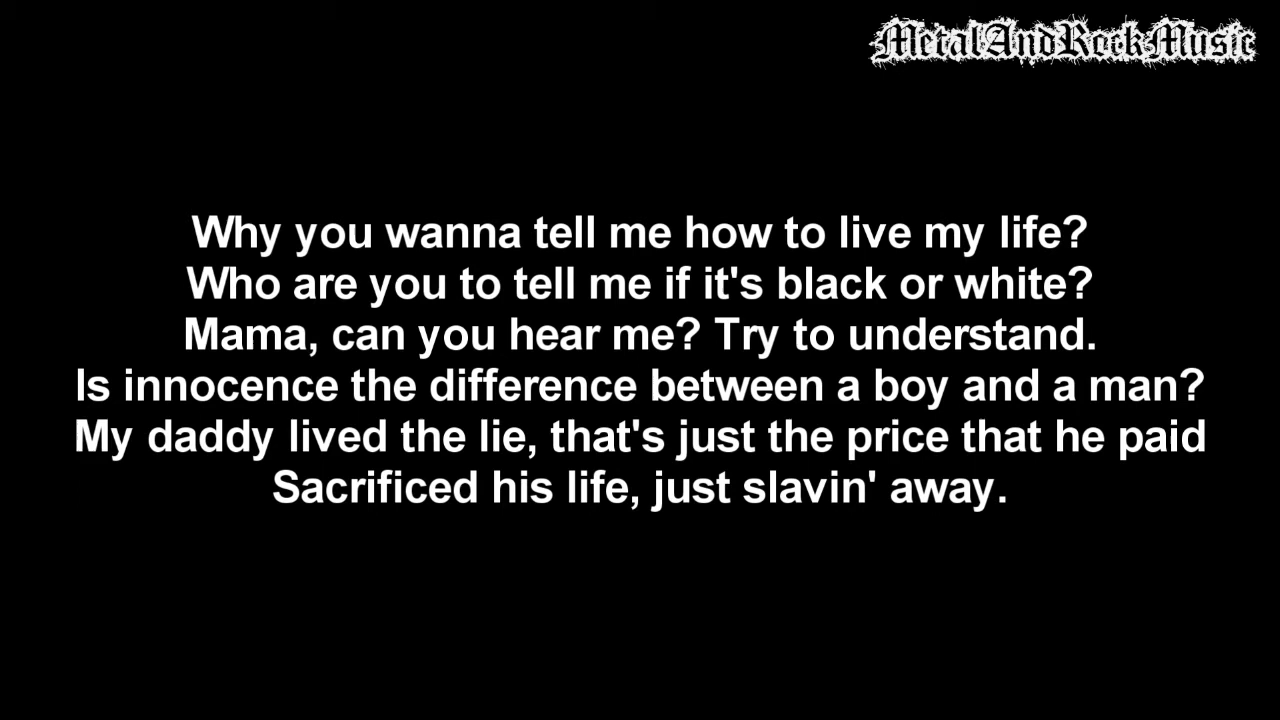 MetalAndRockMusic
Why you wanna tell me how to live my life?
Who are you to tell me if it's black or white?
Mama, can you hear me? Try to understand.
Is innocence the difference between a boy and a man?
My daddy lived the lie, that's just the price that he paid
Sacrificed his life, just slavin' away.